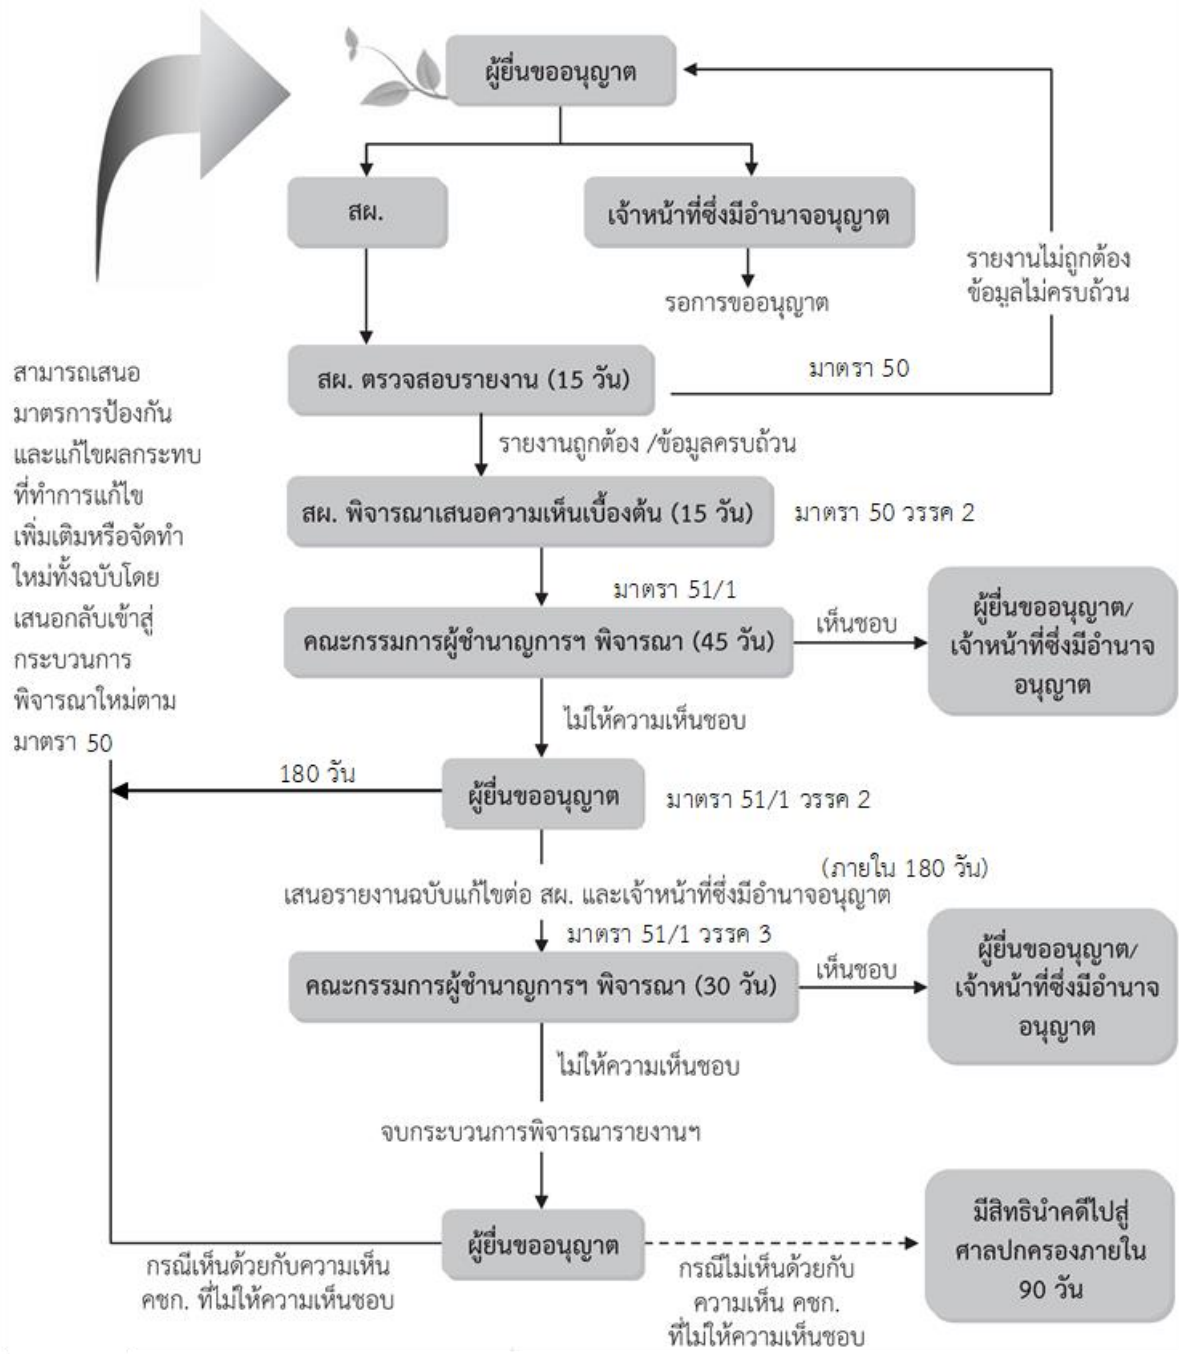 ผู้ยื่นขออนุญาต
สผ.
เจ้าหน้าที่ซึ่งมีอำนาจอนุญาต
รอการขออนุญาต
รายงานไม่ถูกต้อง
ข้อมูลไม่ครบถ้วน
สผ. ตรวจสอบรายงาน (15 วัน)
มาตรา 50
รายงานถูกต้อง /ข้อมูลครบถ้วน
สผ. พิจารณาเสนอความเห็นเบื้องต้น (15 วัน)
มาตรา 50 วรรค 2
มาตรา 51/1
คณะกรรมการผู้ชำนาญการฯ พิจารณา (45 วัน)
เห็นชอบ
ผู้ยื่นขออนุญาต/
เจ้าหน้าที่ซึ่งมีอำนาจ
อนุญาต
ไม่ให้ความเห็นชอบ
สามารถเสนอ
มาตรการป้องกัน
และแก้ไขผลกระทบ
ที่ทำการแก้ไข
เพิ่มเติมหรือจัดทำ
ใหม่ทั้งฉบับโดย
เสนอกลับเข้าสู่
กระบวนการ
พิจารณาใหม่ตาม
มาตรา 50
180 วัน
ผู้ยื่นขออนุญาต
มาตรา 51/1 วรรค 2
(ภายใน 180 วัน)
เสนอรายงานฉบับแก้ไขต่อ สผ. และเจ้าหน้าที่ซึ่งมีอำนาจอนุญาต
มาตรา 51/1 วรรค 3
คณะกรรมการผู้ชำนาญการฯ พิจารณา (30 วัน)
เห็นชอบ
ผู้ยื่นขออนุญาต/
เจ้าหน้าที่ซึ่งมีอำนาจ
อนุญาต
ไม่ให้ความเห็นชอบ
จบกระบวนการพิจารณารายงานฯ
ผู้ยื่นขออนุญาต
กรณีเห็นด้วยกับความเห็น
คชก. ที่ไม่ให้ความเห็นชอบ
กรณีไม่เห็นด้วยกับ
ความเห็น คชก.
ที่ไม่ให้ความเห็นชอบ
มีสิทธินำคดีไปสู่
ศาลปกครองภายใน
90 วัน